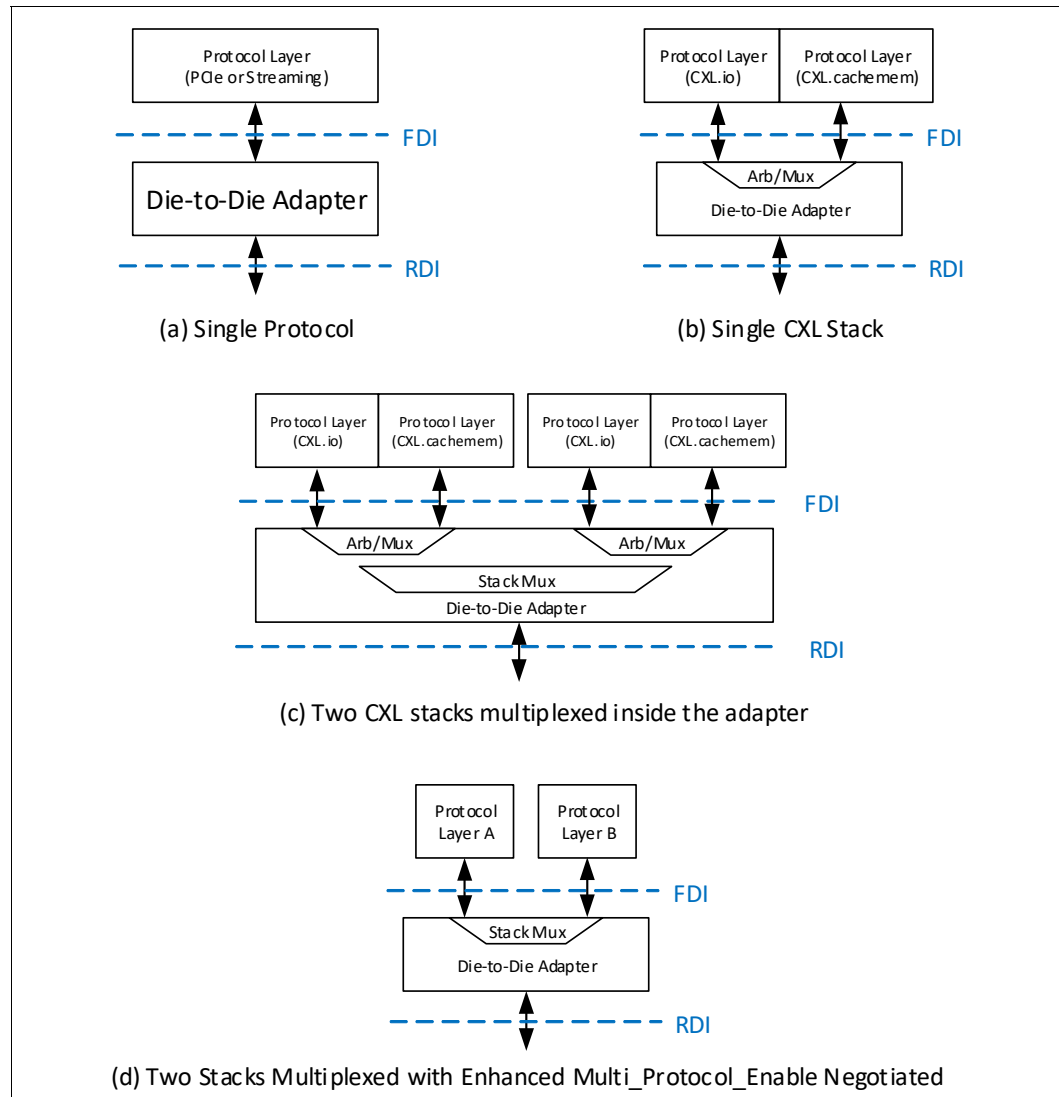 Protocol Layer
(PCIe or Streaming)
FDI
Die-to-Die Adapter
RDI
(a) Single Protocol
Protocol Layer
(CXL.io)
Protocol Layer
(CXL.cachemem)
FDI
Arb/Mux
Die-to-Die Adapter
RDI
(b) Single CXL Stack
Protocol Layer
(CXL.io)
Protocol Layer
(CXL.cachemem)
Protocol Layer
(CXL.io)
Protocol Layer
(CXL.cachemem)
FDI
Arb/Mux
Arb/Mux
Stack Mux
Die-to-Die Adapter
RDI
(c) Two CXL stacks multiplexed inside the adapter
Protocol
Layer A
Protocol
Layer B
FDI
Stack Mux
Die-to-Die Adapter
RDI
(d) Two Stacks Multiplexed with Enhanced Multi_Protocol_Enable Negotiated